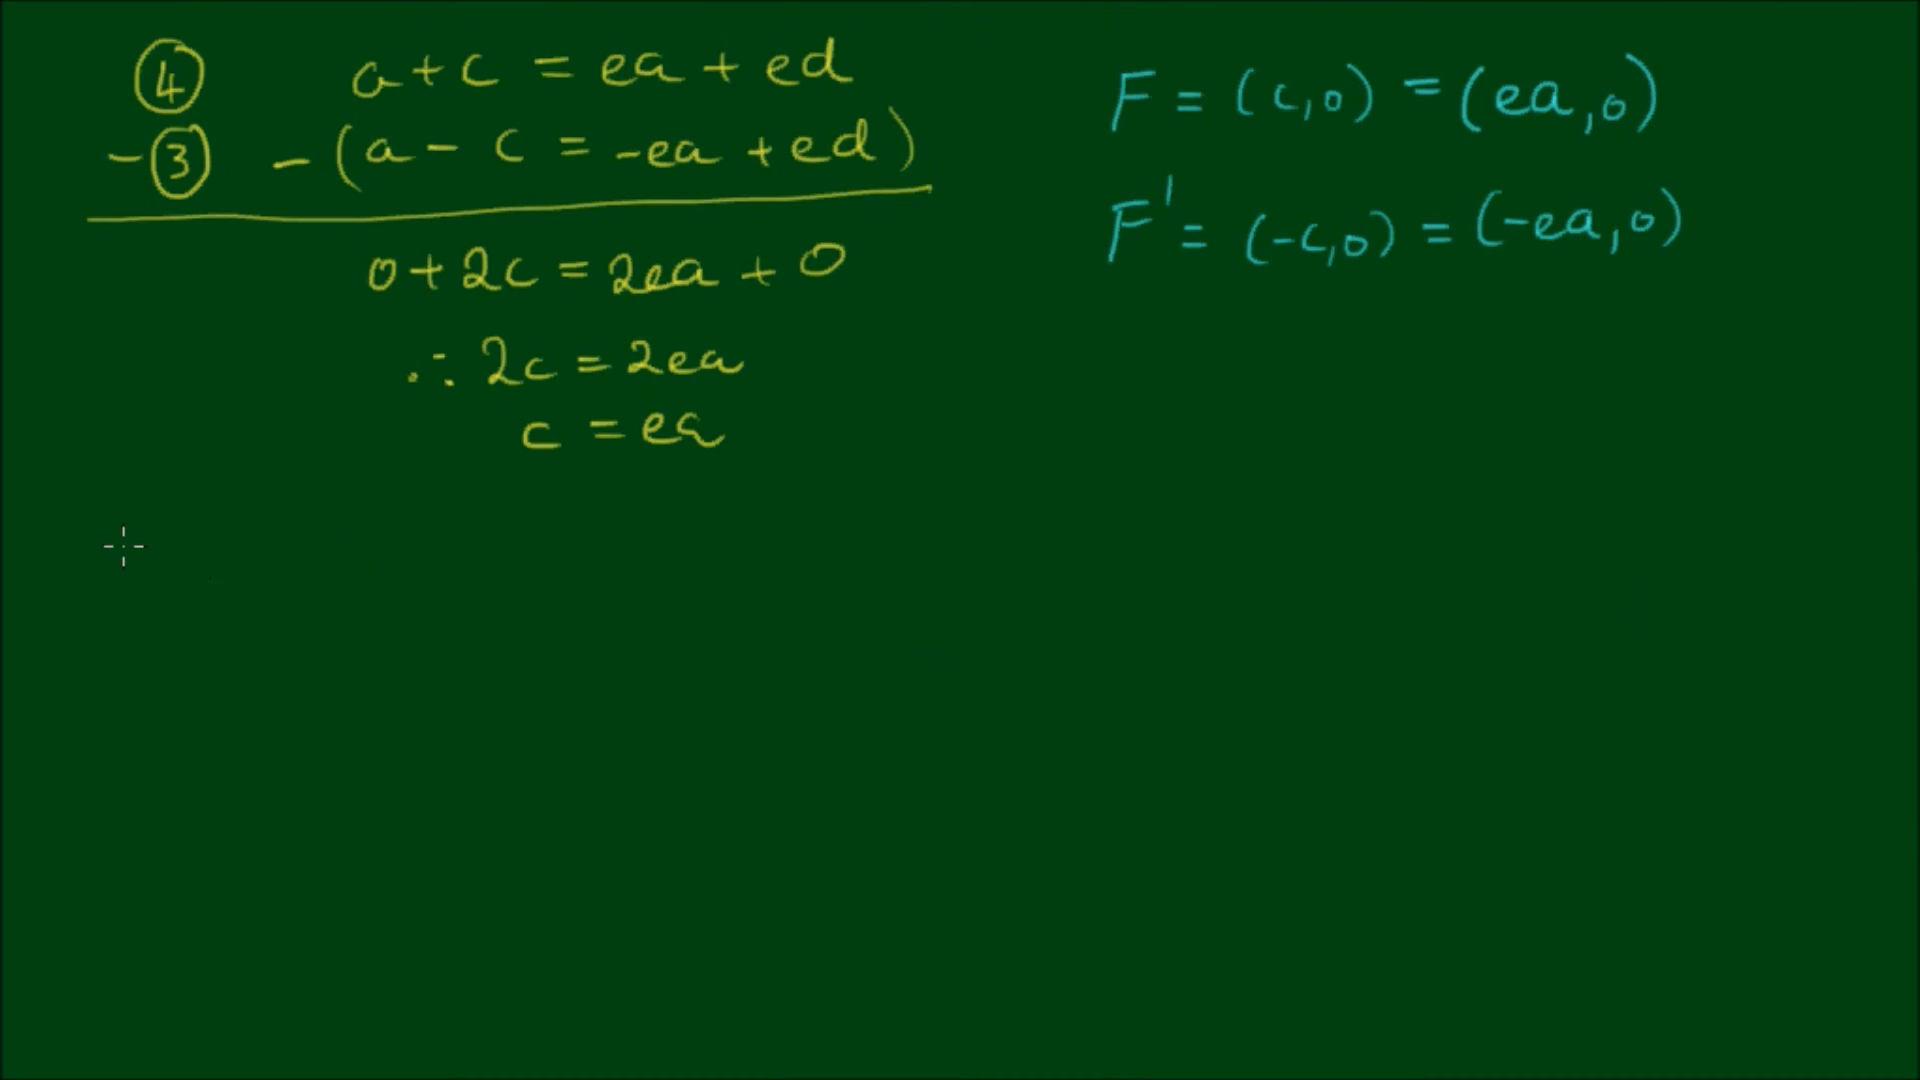 ④ a + c = ea + ed
-③ - (a - c = -ea + ed)
0 + 2c = 2ea + 0
∴ 2c = 2ea
c = ea
F = (c,0) = (ea,0)
F' = (-c,0) = (-ea,0)